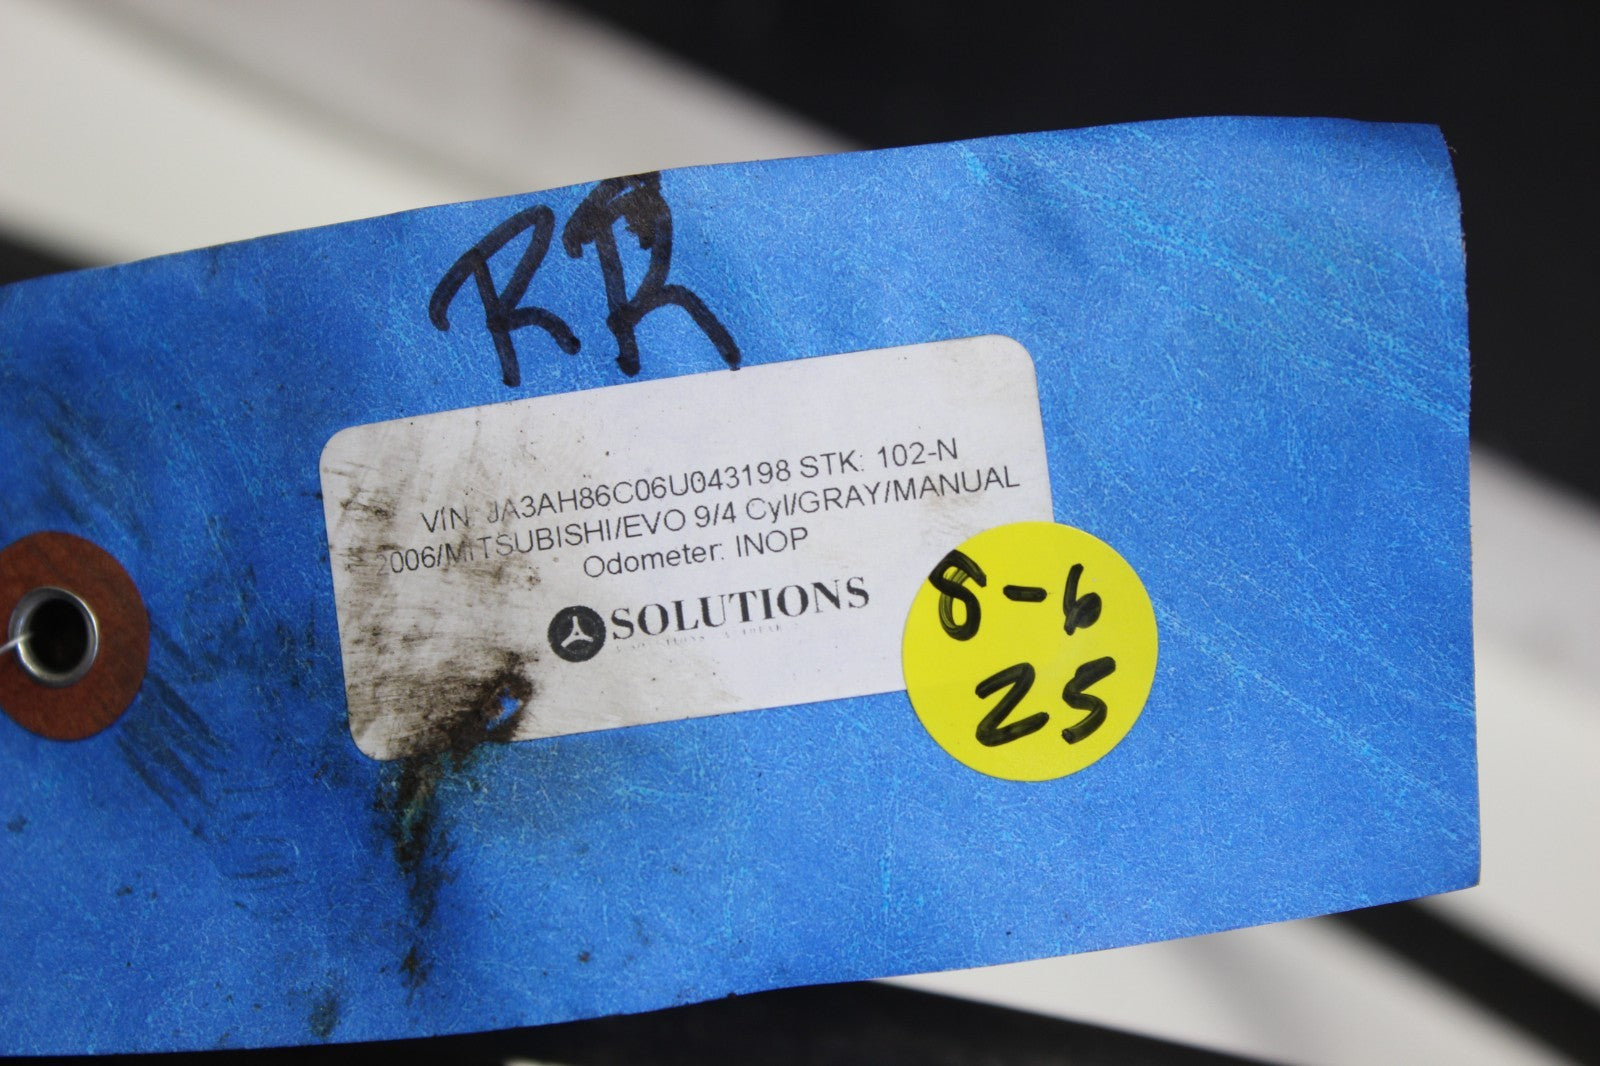 RR
VIN: JA3AH86C06U043198 STK: 102-N
2006/MITSUBISHI/EVO 9/4 Cyl/GRAY/MANUAL
Odometer: INOP
SOLUTIONS
8-6
25